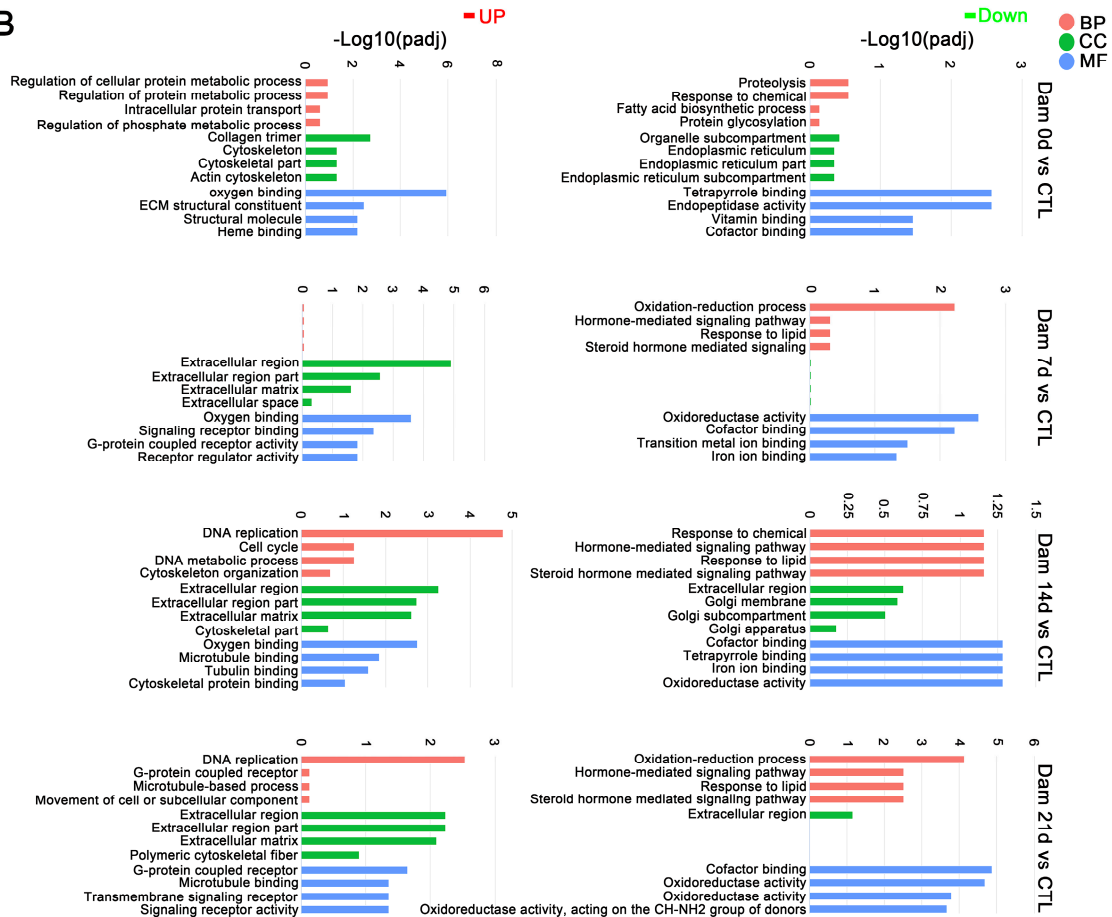 B
UP
Down
BP
CC
MF
-Log10(padj)
0 2 4 6 8
Regulation of cellular protein metabolic process
Regulation of protein metabolic process
Intracellular protein transport
Regulation of phosphate metabolic process
Collagen trimer
Cytoskeleton
Cytoskeletal part
Actin cytoskeleton
oxygen binding
ECM structural constituent
Structural molecule
Heme binding
-Log10(padj)
0 1 2 3
Proteolysis
Response to chemical
Fatty acid biosynthetic process
Protein glycosylation
Organelle subcompartment
Endoplasmic reticulum
Endoplasmic reticulum part
Endoplasmic reticulum subcompartment
Tetrapyrrole binding
Endopeptidase activity
Vitamin binding
Cofactor binding
Dam 0d vs CTL
0 1 2 3 4 5 6
Extracellular region
Extracellular region part
Extracellular matrix
Extracellular space
Oxygen binding
Signaling receptor binding
G-protein coupled receptor activity
Receptor regulator activity
0 1 2 3
Oxidation-reduction process
Hormone-mediated signaling pathway
Response to lipid
Steroid hormone mediated signaling
Oxidoreductase activity
Cofactor binding
Transition metal ion binding
Iron ion binding
Dam 7d vs CTL
0 1 2 3 4 5
DNA replication
Cell cycle
DNA metabolic process
Cytoskeleton organization
Extracellular region
Extracellular region part
Extracellular matrix
Cytoskeletal part
Oxygen binding
Microtubule binding
Tubulin binding
Cytoskeletal protein binding
0 0.25 0.5 0.75 1 1.25 1.5
Response to chemical
Hormone-mediated signaling pathway
Response to lipid
Steroid hormone mediated signaling pathway
Extracellular region
Golgi membrane
Golgi subcompartment
Golgi apparatus
Cofactor binding
Tetrapyrrole binding
Iron ion binding
Oxidoreductase activity
Dam 14d vs CTL
0 1 2 3
DNA replication
G-protein coupled receptor
Microtubule-based process
Movement of cell or subcellular component
Extracellular region
Extracellular region part
Extracellular matrix
Polymeric cytoskeletal fiber
G-protein coupled receptor
Microtubule binding
Transmembrane signaling receptor
Signaling receptor activity
0 1 2 3 4 5 6
Oxidation-reduction process
Hormone-mediated signaling pathway
Response to lipid
Steroid hormone mediated signaling pathway
Extracellular region
Cofactor binding
Oxidoreductase activity
Oxidoreductase activity
Oxidoreductase activity, acting on the CH-NH2 group of donors
Dam 21d vs CTL